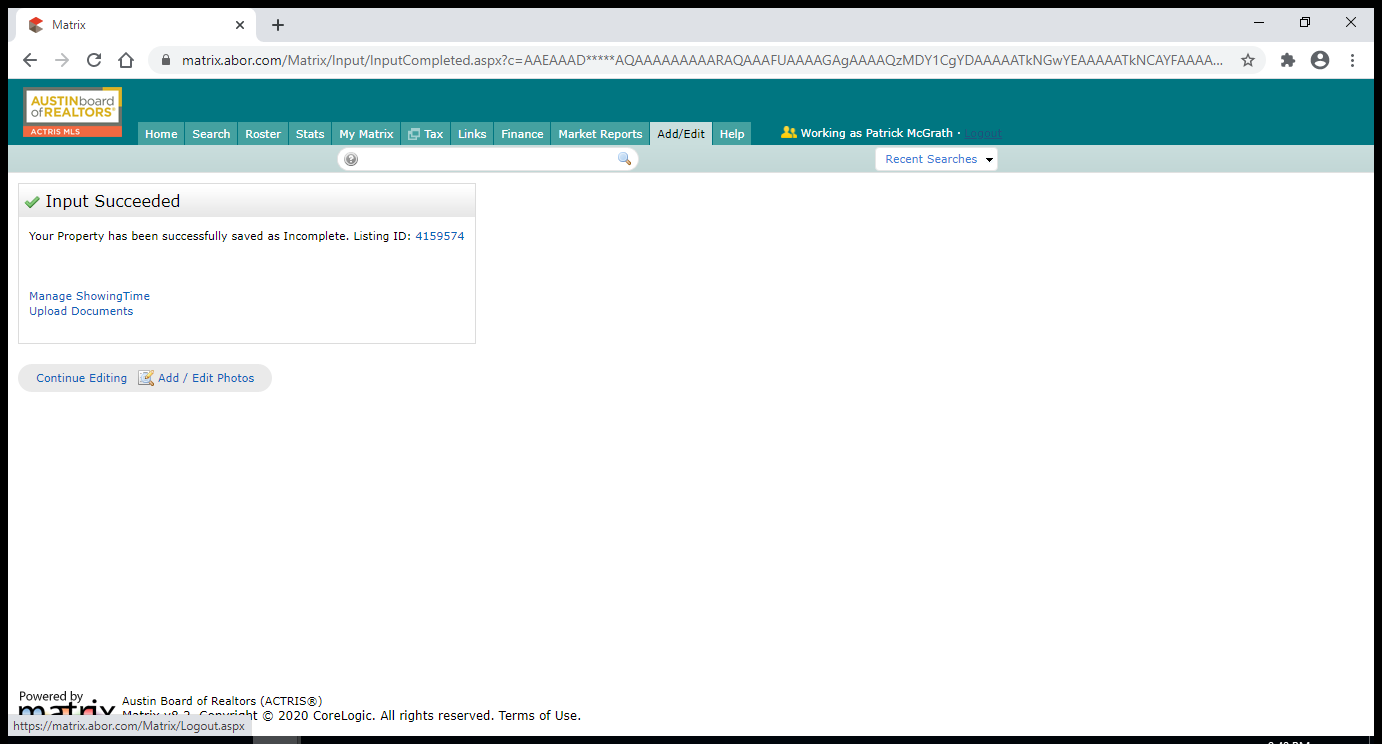 Matrix
matrix.abor.com/Matrix/Input/InputCompleted.aspx?c=AAEAAAD*****AQAAAAAAAAARAQAAAFUAAAAGAgAAAAQzMDY1CgYDAAAAATkNGwYEAAAAATkNCAYFAAAA...
AUSTINboard
ofREALTORS®
ACTRIS MLS
Home Search Roster Stats My Matrix Tax Links Finance Market Reports Add/Edit Help Working as Patrick McGrath · Logout
Recent Searches
Input Succeeded
Your Property has been successfully saved as Incomplete. Listing ID: 4159574
Manage ShowingTime
Upload Documents
Continue Editing Add / Edit Photos
Powered by
matrix
Austin Board of Realtors (ACTRIS®)
Matrix v8.2. Copyright © 2020 CoreLogic. All rights reserved. Terms of Use.
https://matrix.abor.com/Matrix/Logout.aspx